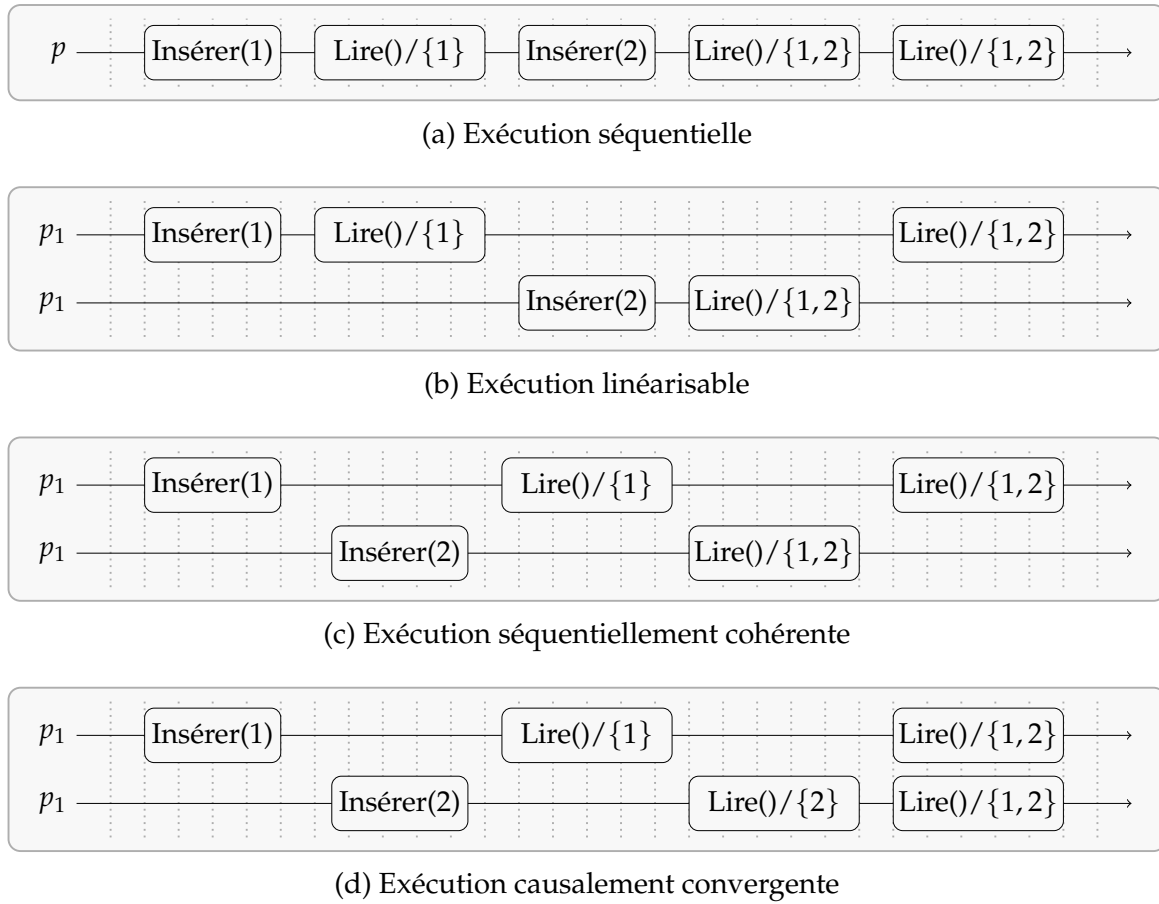 p Insérer(1) Lire()/{1} Insérer(2) Lire()/{1,2} Lire()/{1,2}
(a) Exécution séquentielle
p₁ Insérer(1) Lire()/{1} Lire()/{1,2}
p₁ Insérer(2) Lire()/{1,2}
(b) Exécution linéarisable
p₁ Insérer(1) Lire()/{1} Lire()/{1,2}
p₁ Insérer(2) Lire()/{1,2}
(c) Exécution séquentiellement cohérente
p₁ Insérer(1) Lire()/{1} Lire()/{1,2}
p₁ Insérer(2) Lire()/{2} Lire()/{1,2}
(d) Exécution causalement convergente